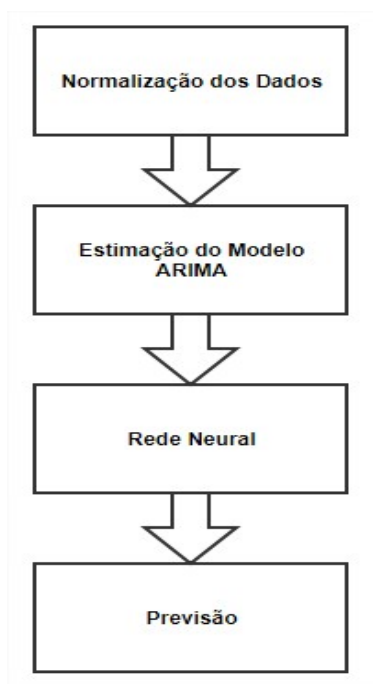 Normalização dos Dados
Estimação do Modelo
ARIMA
Rede Neural
Previsão